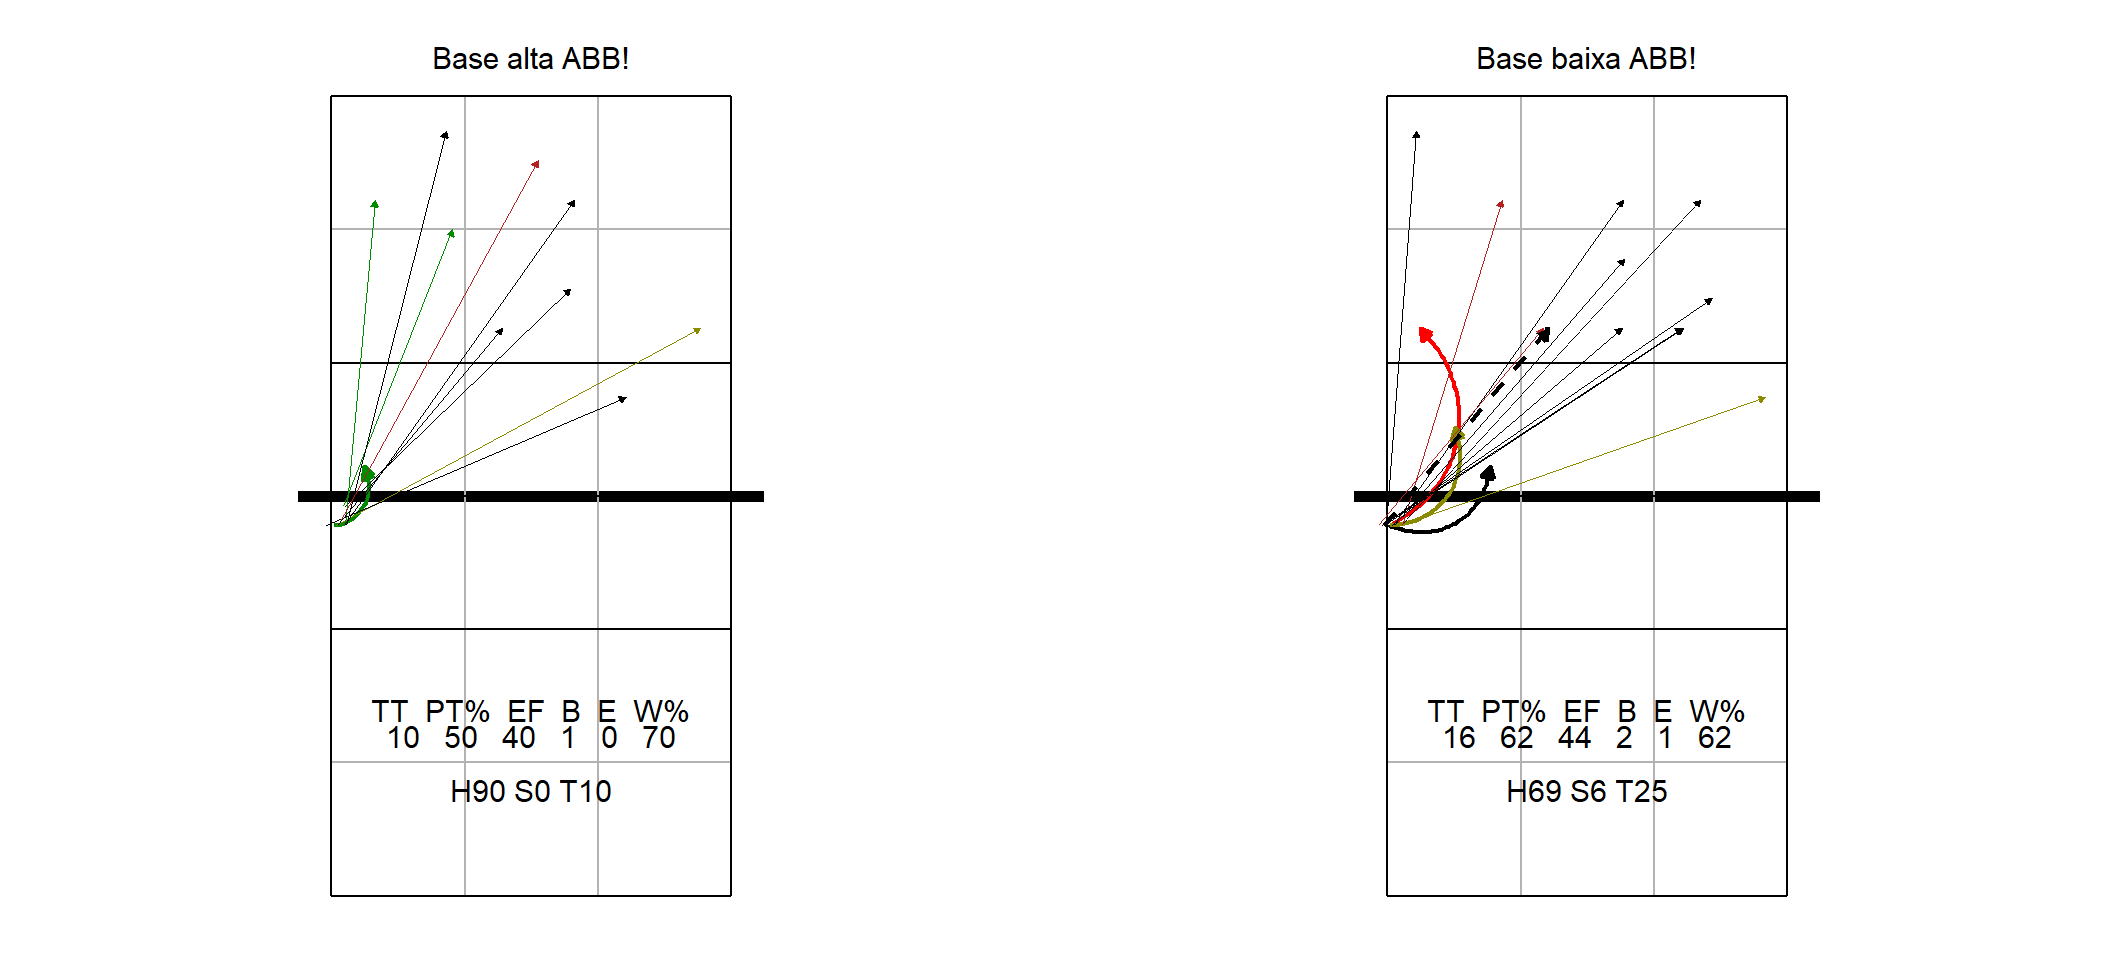 Base alta ABB!
TT PT% EF B E W%
10 50 40 1 0 70
H90 S0 T10
Base baixa ABB!
TT PT% EF B E W%
16 62 44 2 1 62
H69 S6 T25